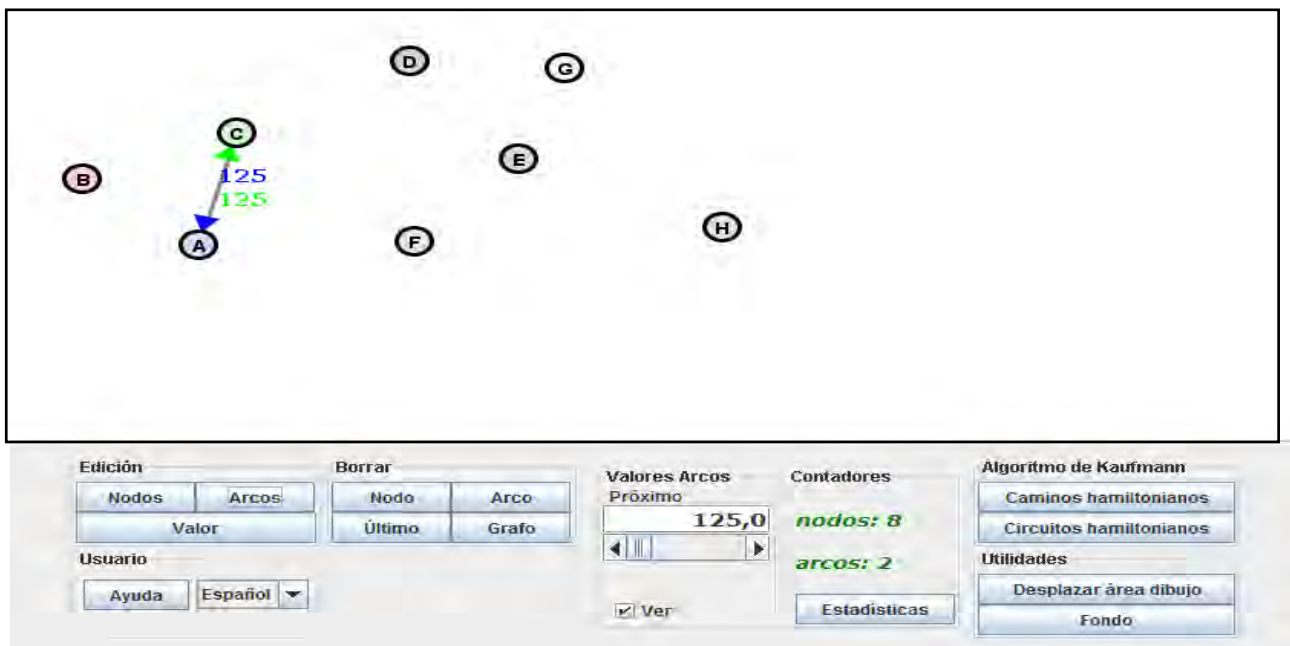 D
G
C
E
B
125
125
A
F
H
Edición
Nodos Arcos
Valor
Usuario
Ayuda Español
Borrar
Nodo Arco
Último Grafo
Valores Arcos
Próximo
125,0
Ver
Contadores
nodos: 8
arcos: 2
Estadísticas
Algoritmo de Kaufmann
Caminos hamiltonianos
Circuitos hamiltonianos
Utilidades
Desplazar área dibujo
Fondo